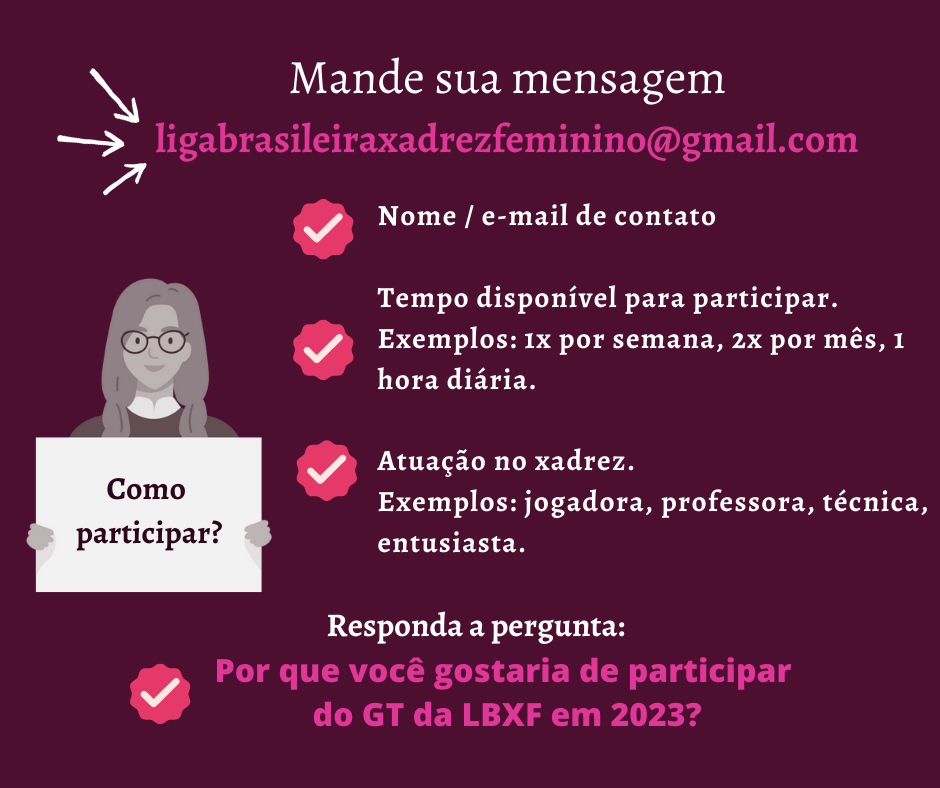 Mande sua mensagem
ligabrasileiraxadrezfeminino@gmail.com
Nome / e-mail de contato
Tempo disponível para participar.
Exemplos: 1x por semana, 2x por mês, 1
hora diária.
Atuação no xadrez.
Exemplos: jogadora, professora, técnica,
entusiasta.
Como
participar?
Responda a pergunta:
Por que você gostaria de participar
do GT da LBXF em 2023?